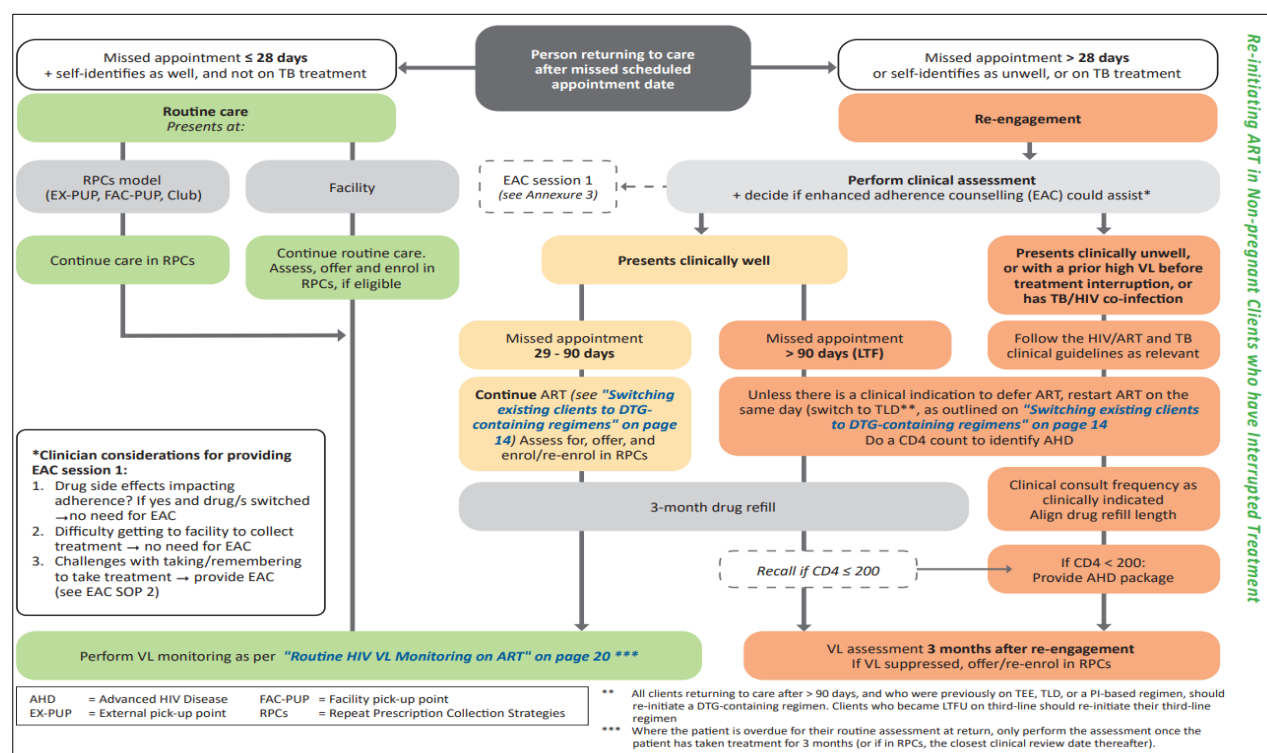 Person returning to care
after missed scheduled
appointment date
Missed appointment ≤ 28 days
+ self-identifies as well, and not on TB treatment
Routine care
Presents at:
RPCs model
(EX-PUP, FAC-PUP, Club)
Continue care in RPCs
Facility
Continue routine care.
Assess, offer and enrol in
RPCs, if eligible
Missed appointment > 28 days
or self-identifies as unwell, or on TB treatment
Re-engagement
EAC session 1
(see Annexure 3)
Perform clinical assessment
+ decide if enhanced adherence counselling (EAC) could assist*
Presents clinically well
Missed appointment
29 - 90 days
Continue ART (see "Switching
existing clients to DTG-
containing regimens" on page
14) Assess for, offer, and
enrol/re-enrol in RPCs
Missed appointment
> 90 days (LTF)
Presents clinically unwell,
or with a prior high VL before
treatment interruption, or
has TB/HIV co-infection
Follow the HIV/ART and TB
clinical guidelines as relevant
Unless there is a clinical indication to defer ART, restart ART on
the same day (switch to TLD**, as outlined on "Switching existing
clients to DTG-containing regimens" on page 14
Do a CD4 count to identify AHD
3-month drug refill
Clinical consult frequency as
clinically indicated
Align drug refill length
Recall if CD4 ≤ 200
If CD4 < 200:
Provide AHD package
*Clinician considerations for providing
EAC session 1:
1. Drug side effects impacting
adherence? If yes and drug/s switched
→no need for EAC
2. Difficulty getting to facility to collect
treatment → no need for EAC
3. Challenges with taking/remembering
to take treatment → provide EAC
(see EAC SOP 2)
Perform VL monitoring as per "Routine HIV VL Monitoring on ART" on page 20 ***
VL assessment 3 months after re-engagement
If VL suppressed, offer/re-enrol in RPCs
AHD = Advanced HIV Disease FAC-PUP = Facility pick-up point
EX-PUP = External pick-up point RPCs = Repeat Prescription Collection Strategies
** All clients returning to care after > 90 days, and who were previously on TEE, TLD, or a PI-based regimen, should
re-initiate a DTG-containing regimen. Clients who became LTFU on third-line should re-initiate their third-line
regimen
*** Where the patient is overdue for their routine assessment at return, only perform the assessment once the
patient has taken treatment for 3 months (or if in RPCs, the closest clinical review date thereafter).
Re-initiating ART in Non-pregnant Clients who have Interrupted Treatment